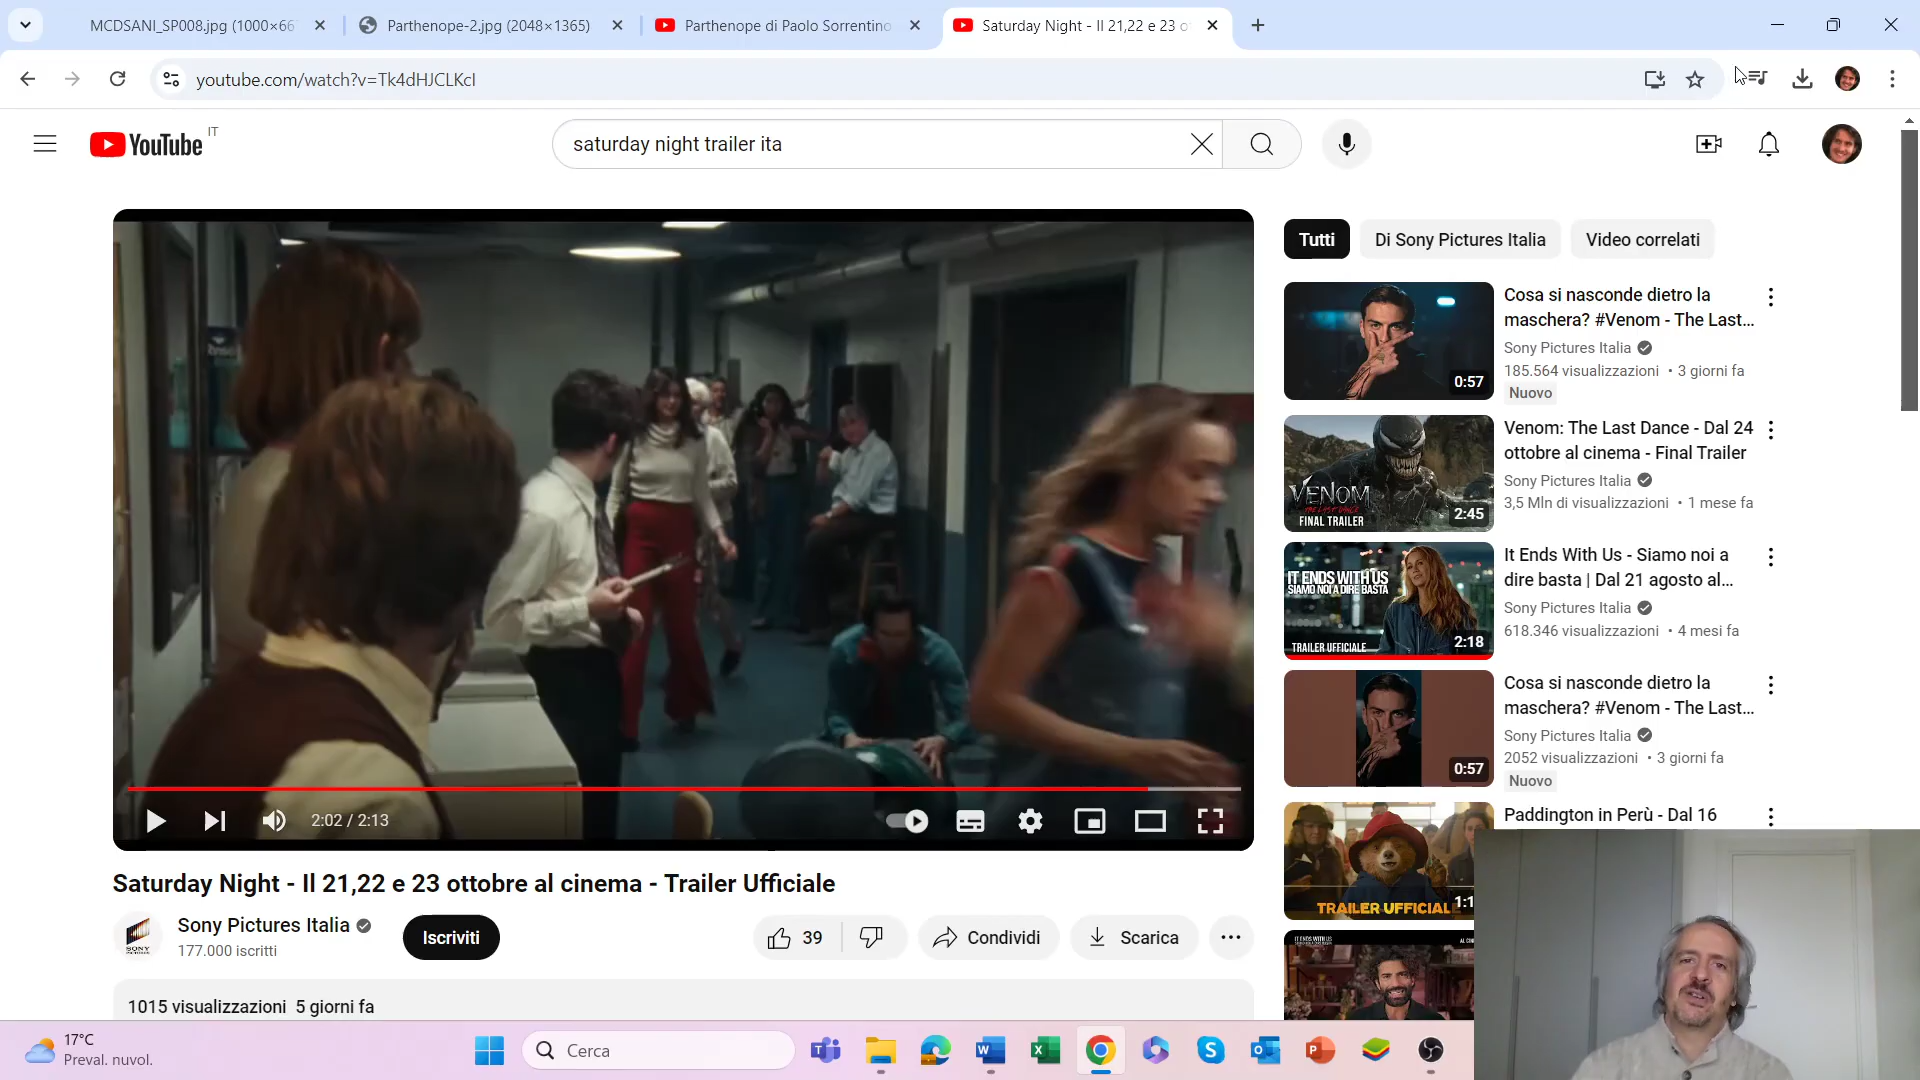 MCDSANI_SP008.jpg (1000×66
Parthenope-2.jpg (2048×1365)
Parthenope di Paolo Sorrentino
Saturday Night - Il 21,22 e 23 o
youtube.com/watch?v=Tk4dHJCLKcI
YouTube IT
saturday night trailer ita
Tutti
Di Sony Pictures Italia
Video correlati
Cosa si nasconde dietro la
maschera? #Venom - The Last...
Sony Pictures Italia
185.564 visualizzazioni • 3 giorni fa
Nuovo
0:57
Venom: The Last Dance - Dal 24
ottobre al cinema - Final Trailer
Sony Pictures Italia
3,5 Mln di visualizzazioni • 1 mese fa
VENOM
THE LAST DANCE
FINAL TRAILER
2:45
It Ends With Us - Siamo noi a
dire basta | Dal 21 agosto al...
Sony Pictures Italia
618.346 visualizzazioni • 4 mesi fa
IT ENDS WITH US
SIAMO NOI A DIRE BASTA
TRAILER UFFICIALE
2:18
Cosa si nasconde dietro la
maschera? #Venom - The Last...
Sony Pictures Italia
2052 visualizzazioni • 3 giorni fa
Nuovo
0:57
Paddington in Perù - Dal 16
TRAILER UFFICIAL
1:1
2:02 / 2:13
Saturday Night - Il 21,22 e 23 ottobre al cinema - Trailer Ufficiale
SONY
Sony Pictures Italia
177.000 iscritti
Iscriviti
39
Condividi
Scarica
1015 visualizzazioni 5 giorni fa
17°C
Preval. nuvol.
Cerca